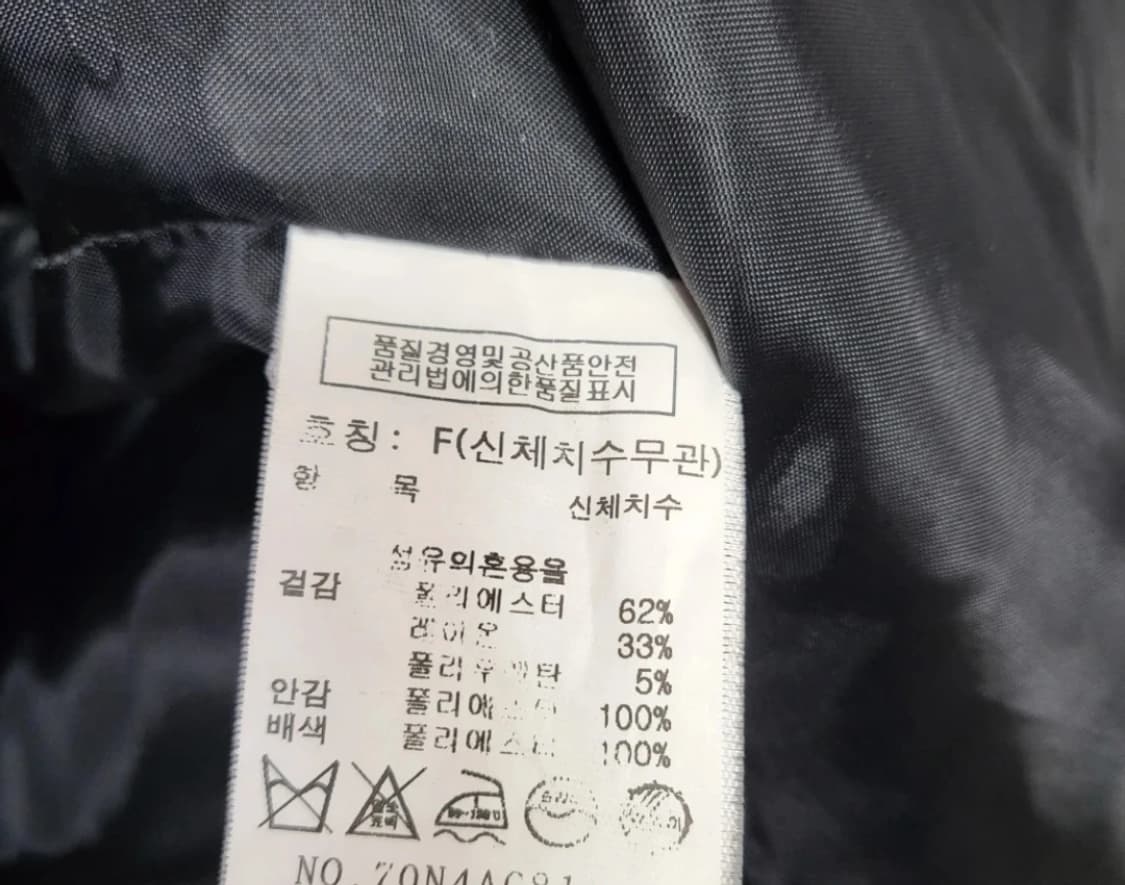 품질경영및공산품안전
관리법에의한품질표시
호칭: F(신체치수무관)
항 목 신체치수
섬유의혼용율
겉감 폴리에스터 62%
레이온 33%
폴리우레탄 5%
안감 폴리에스터 100%
배색 폴리에스터 100%
NO.